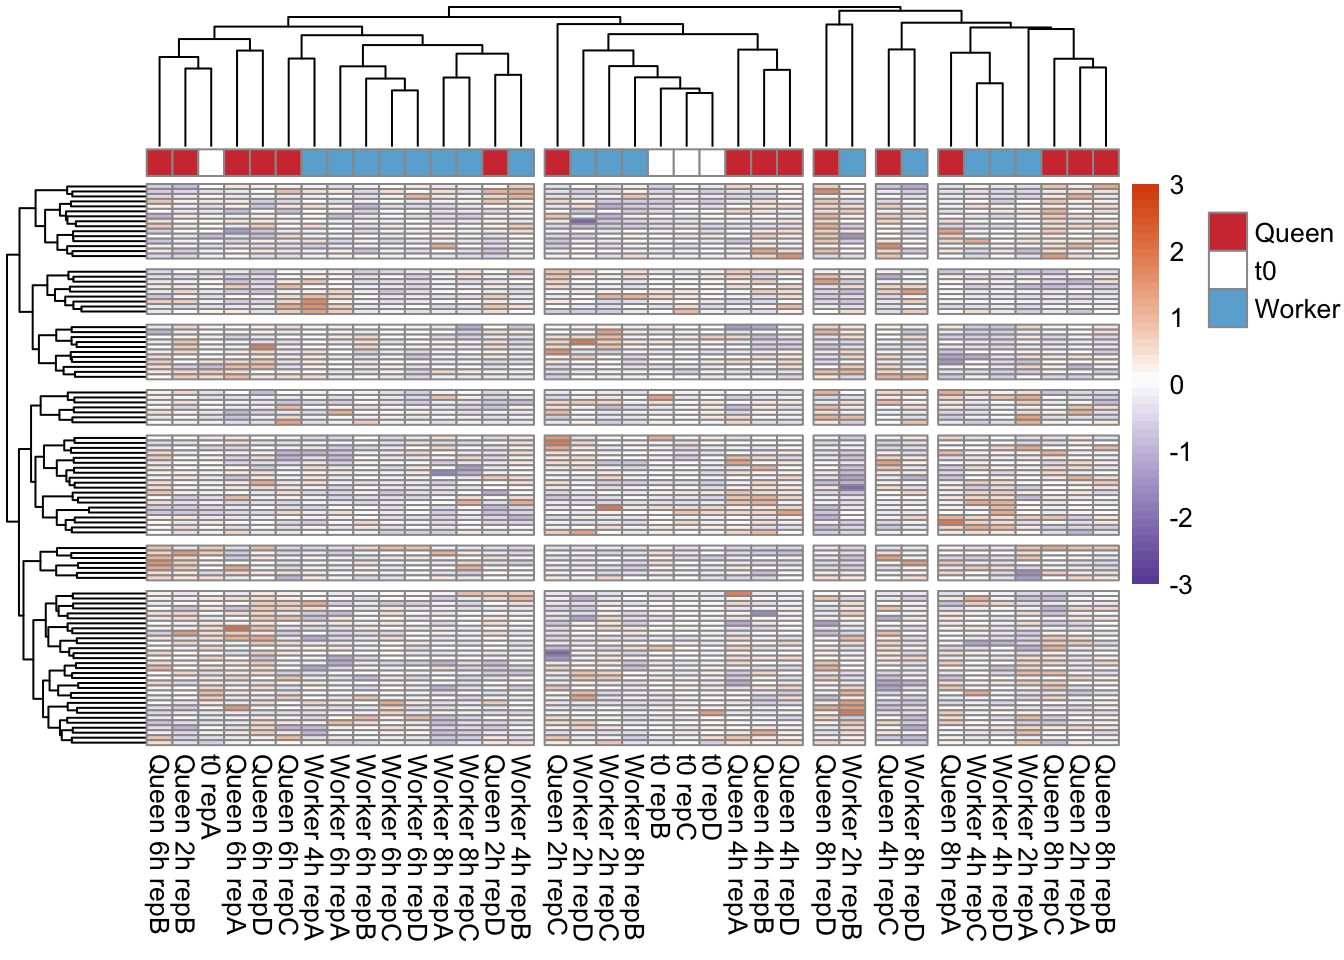 3
2
1
0
-1
-2
-3
Queen
t0
Worker
Queen 6h repB
Queen 2h repB
t0 repA
Queen 6h repA
Queen 6h repD
Queen 6h repC
Worker 4h repA
Worker 6h repA
Worker 6h repB
Worker 6h repC
Worker 6h repD
Worker 8h repA
Worker 8h repC
Queen 2h repD
Worker 4h repB
Queen 2h repC
Worker 2h repD
Worker 2h repC
Worker 8h repB
t0 repB
t0 repC
t0 repD
Queen 4h repA
Queen 4h repB
Queen 4h repD
Queen 8h repD
Worker 2h repB
Queen 4h repC
Worker 8h repD
Queen 8h repA
Worker 4h repC
Worker 4h repD
Worker 2h repA
Queen 8h repC
Queen 2h repA
Queen 8h repB